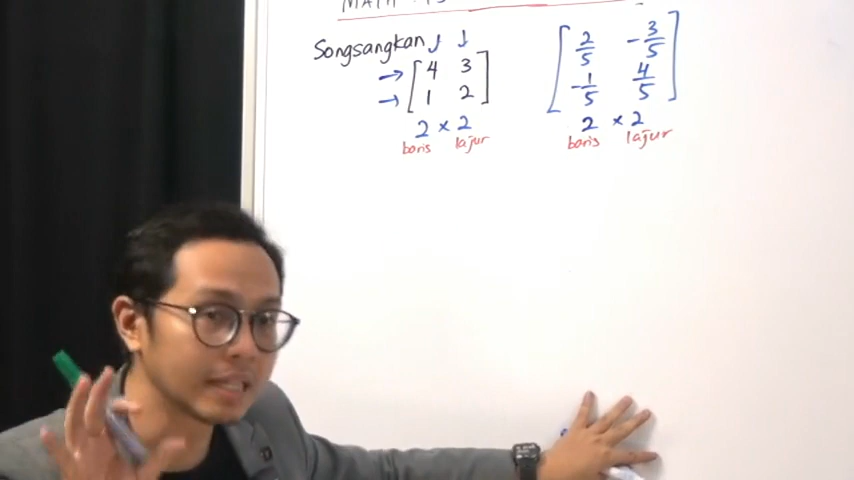 MATH
Songsangkan
4 3
1 2
2 × 2
baris lajur
2/5 -3/5
-1/5 4/5
2 × 2
baris lajur